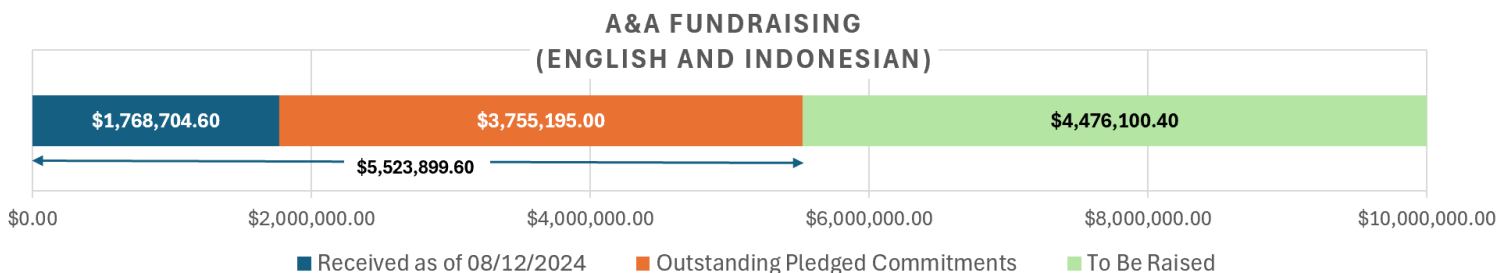 A&A FUNDRAISING
(ENGLISH AND INDONESIAN)
$1,768,704.60 $3,755,195.00 $4,476,100.40
$5,523,899.60
$0.00 $2,000,000.00 $4,000,000.00 $6,000,000.00 $8,000,000.00 $10,000,000.00
Received as of 08/12/2024 Outstanding Pledged Commitments To Be Raised